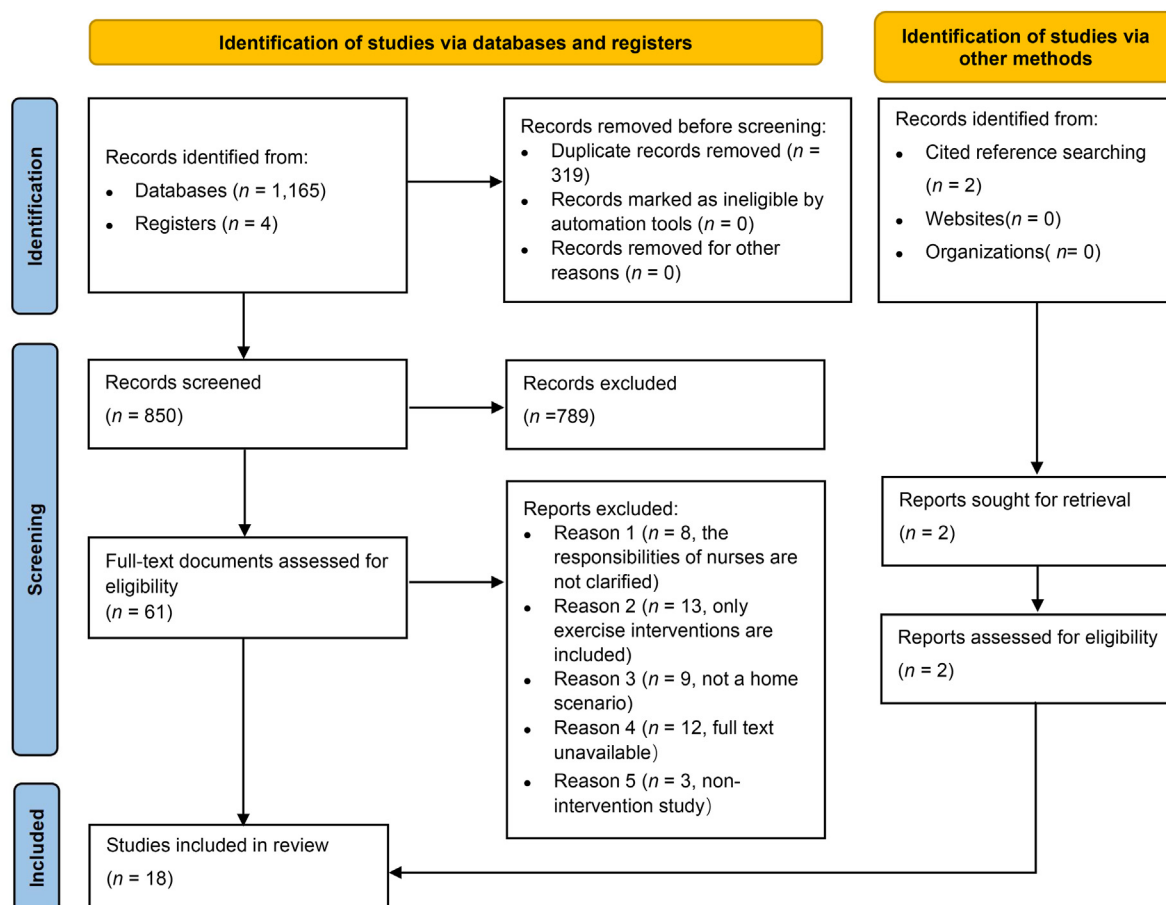 Identification of studies via databases and registers
Identification of studies via
other methods
Identification
Records identified from:
• Databases (n = 1,165)
• Registers (n = 4)
Records removed before screening:
• Duplicate records removed (n =
319)
• Records marked as ineligible by
automation tools (n = 0)
• Records removed for other
reasons (n = 0)
Records identified from:
• Cited reference searching
(n = 2)
• Websites(n = 0)
• Organizations( n= 0)
Screening
Records screened
(n = 850)
Records excluded
(n =789)
Full-text documents assessed for
eligibility
(n = 61)
Reports excluded:
• Reason 1 (n = 8, the
responsibilities of nurses are
not clarified)
• Reason 2 (n = 13, only
exercise interventions are
included)
• Reason 3 (n = 9, not a home
scenario)
• Reason 4 (n = 12, full text
unavailable）
• Reason 5 (n = 3, non-
intervention study)
Reports sought for retrieval
(n = 2)
Reports assessed for eligibility
(n = 2)
Included
Studies included in review
(n = 18)